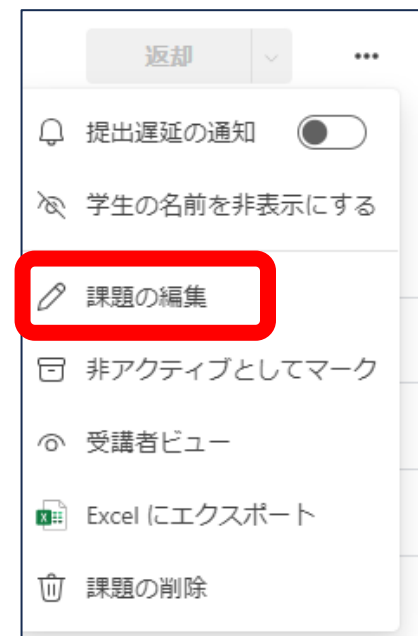 返却
提出遅延の通知
学生の名前を非表示にする
課題の編集
非アクティブとしてマーク
受講者ビュー
Excel にエクスポート
課題の削除